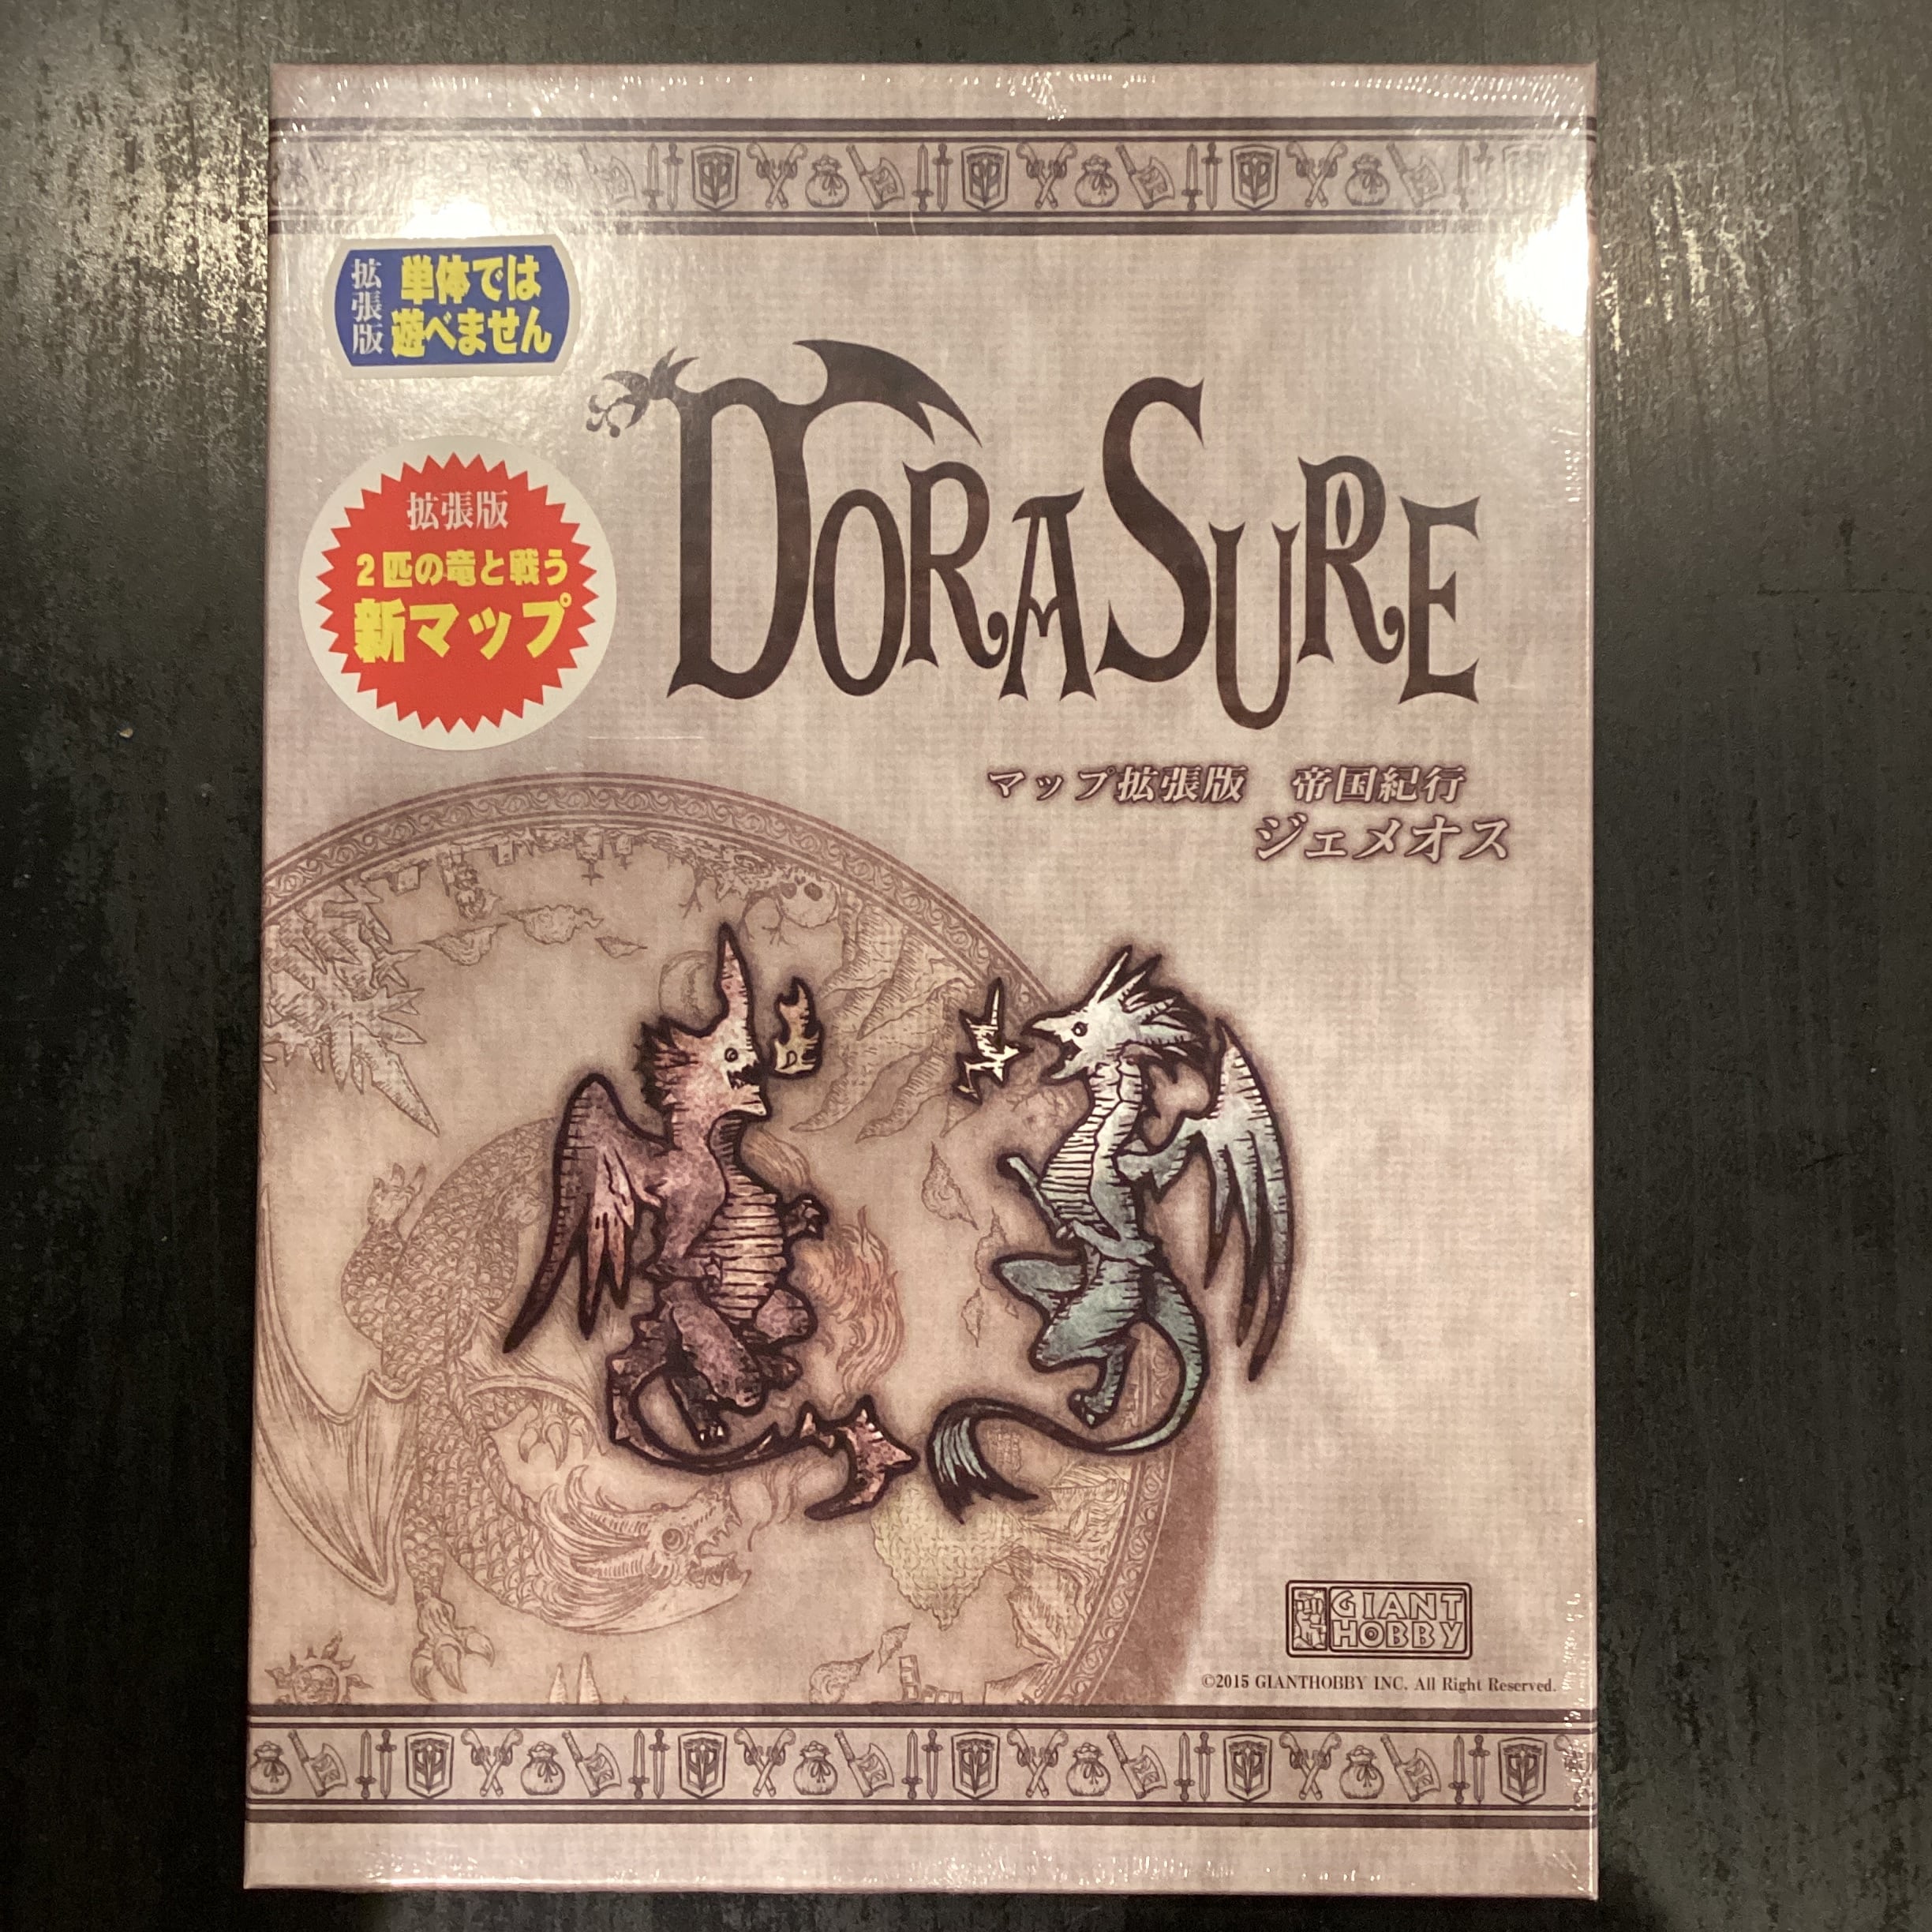 拡張版
単体では
遊べません
拡張版
2匹の竜と戦う
新マップ
DORASURE
マップ拡張版　帝国紀行
ジェメオス
GIANT
HOBBY
©2015 GIANTHOBBY INC. All Right Reserved.